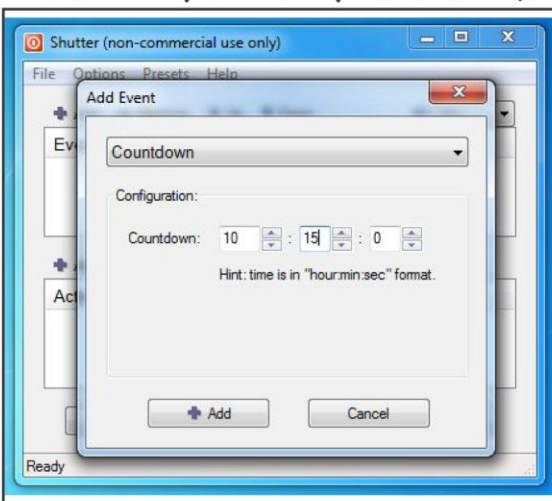 Shutter (non-commercial use only)
File Options Presets Help
Add Event
Countdown
Configuration:
Countdown: 10 : 15 : 0
Hint: time is in "hour:min:sec" format.
Add Cancel
Ready